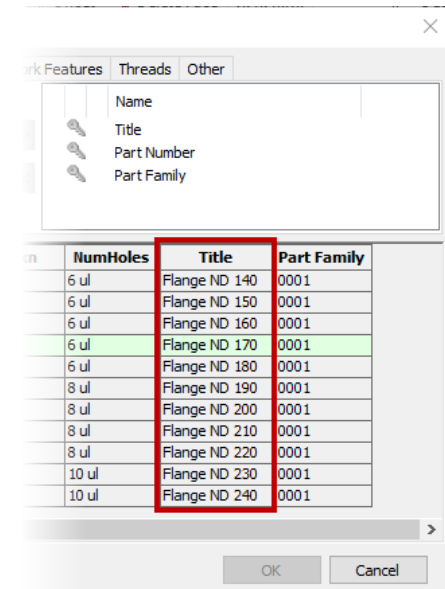 rk Features Threads Other
Name
Title
Part Number
Part Family
kn NumHoles Title Part Family
6 ul Flange ND 140 0001
6 ul Flange ND 150 0001
6 ul Flange ND 160 0001
6 ul Flange ND 170 0001
6 ul Flange ND 180 0001
8 ul Flange ND 190 0001
8 ul Flange ND 200 0001
8 ul Flange ND 210 0001
8 ul Flange ND 220 0001
10 ul Flange ND 230 0001
10 ul Flange ND 240 0001
OK Cancel